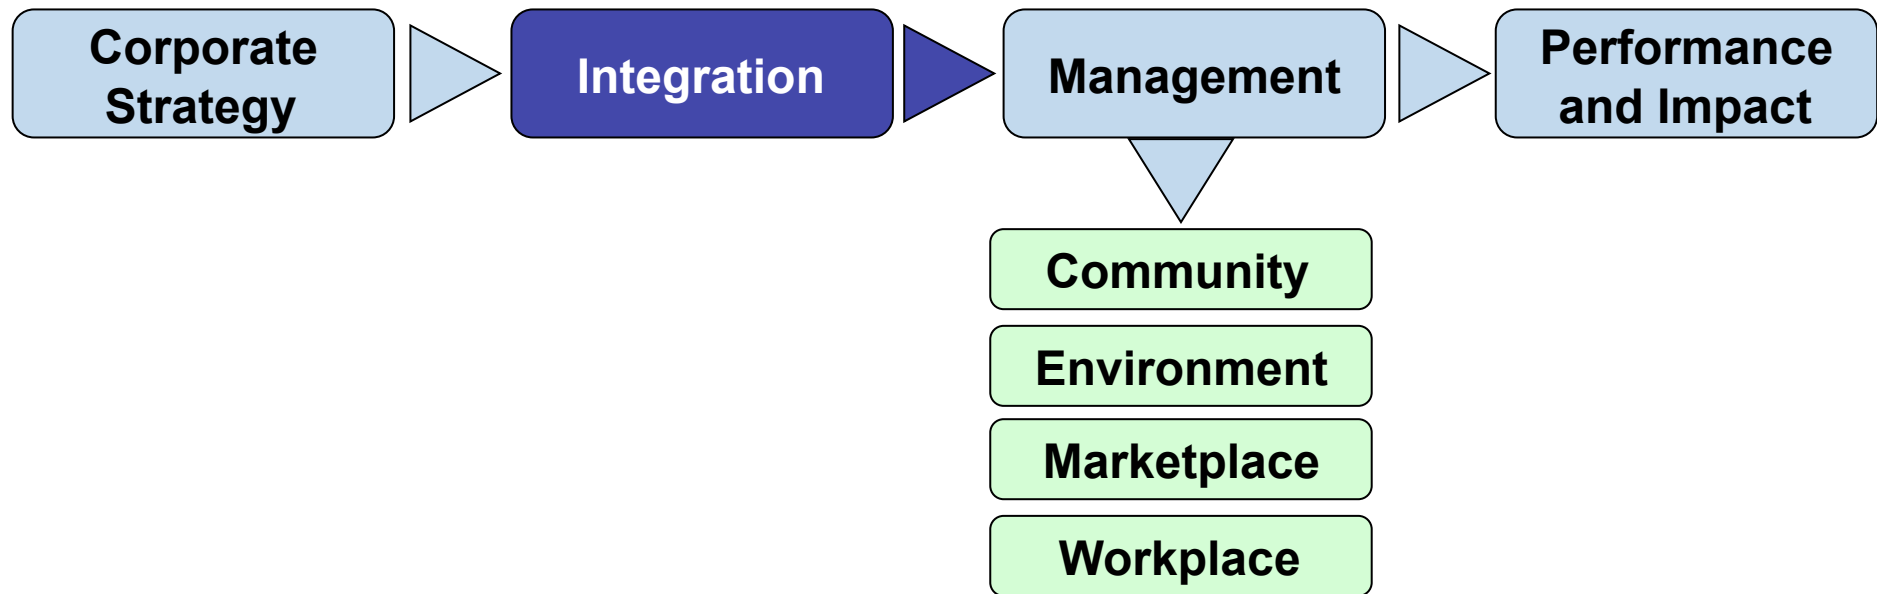 Corporate
Strategy
Integration
Management
Performance
and Impact
Community
Environment
Marketplace
Workplace